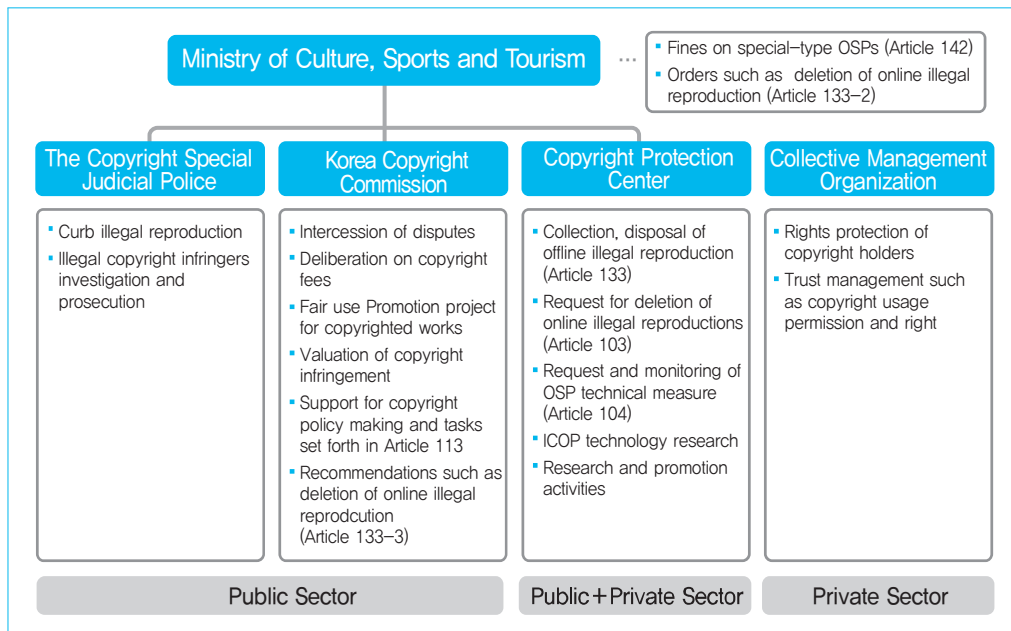 Ministry of Culture, Sports and Tourism
...
▪ Fines on special-type OSPs (Article 142)
▪ Orders such as deletion of online illegal
reproduction (Article 133-2)
The Copyright Special
Judicial Police
▪ Curb illegal reproduction
▪ Illegal copyright infringers
investigation and
prosecution
Korea Copyright
Commission
▪ Intercession of disputes
▪ Deliberation on copyright
fees
▪ Fair use Promotion project
for copyrighted works
▪ Valuation of copyright
infringement
▪ Support for copyright
policy making and tasks
set forth in Article 113
▪ Recommendations such as
deletion of online illegal
reprodcution
(Article 133-3)
Copyright Protection
Center
▪ Collection, disposal of
offline illegal reproduction
(Article 133)
▪ Request for deletion of
online illegal reproductions
(Article 103)
▪ Request and monitoring of
OSP technical measure
(Article 104)
▪ ICOP technology research
▪ Research and promotion
activities
Collective Management
Organization
▪ Rights protection of
copyright holders
▪ Trust management such
as copyright usage
permission and right
Public Sector
Public+Private Sector
Private Sector